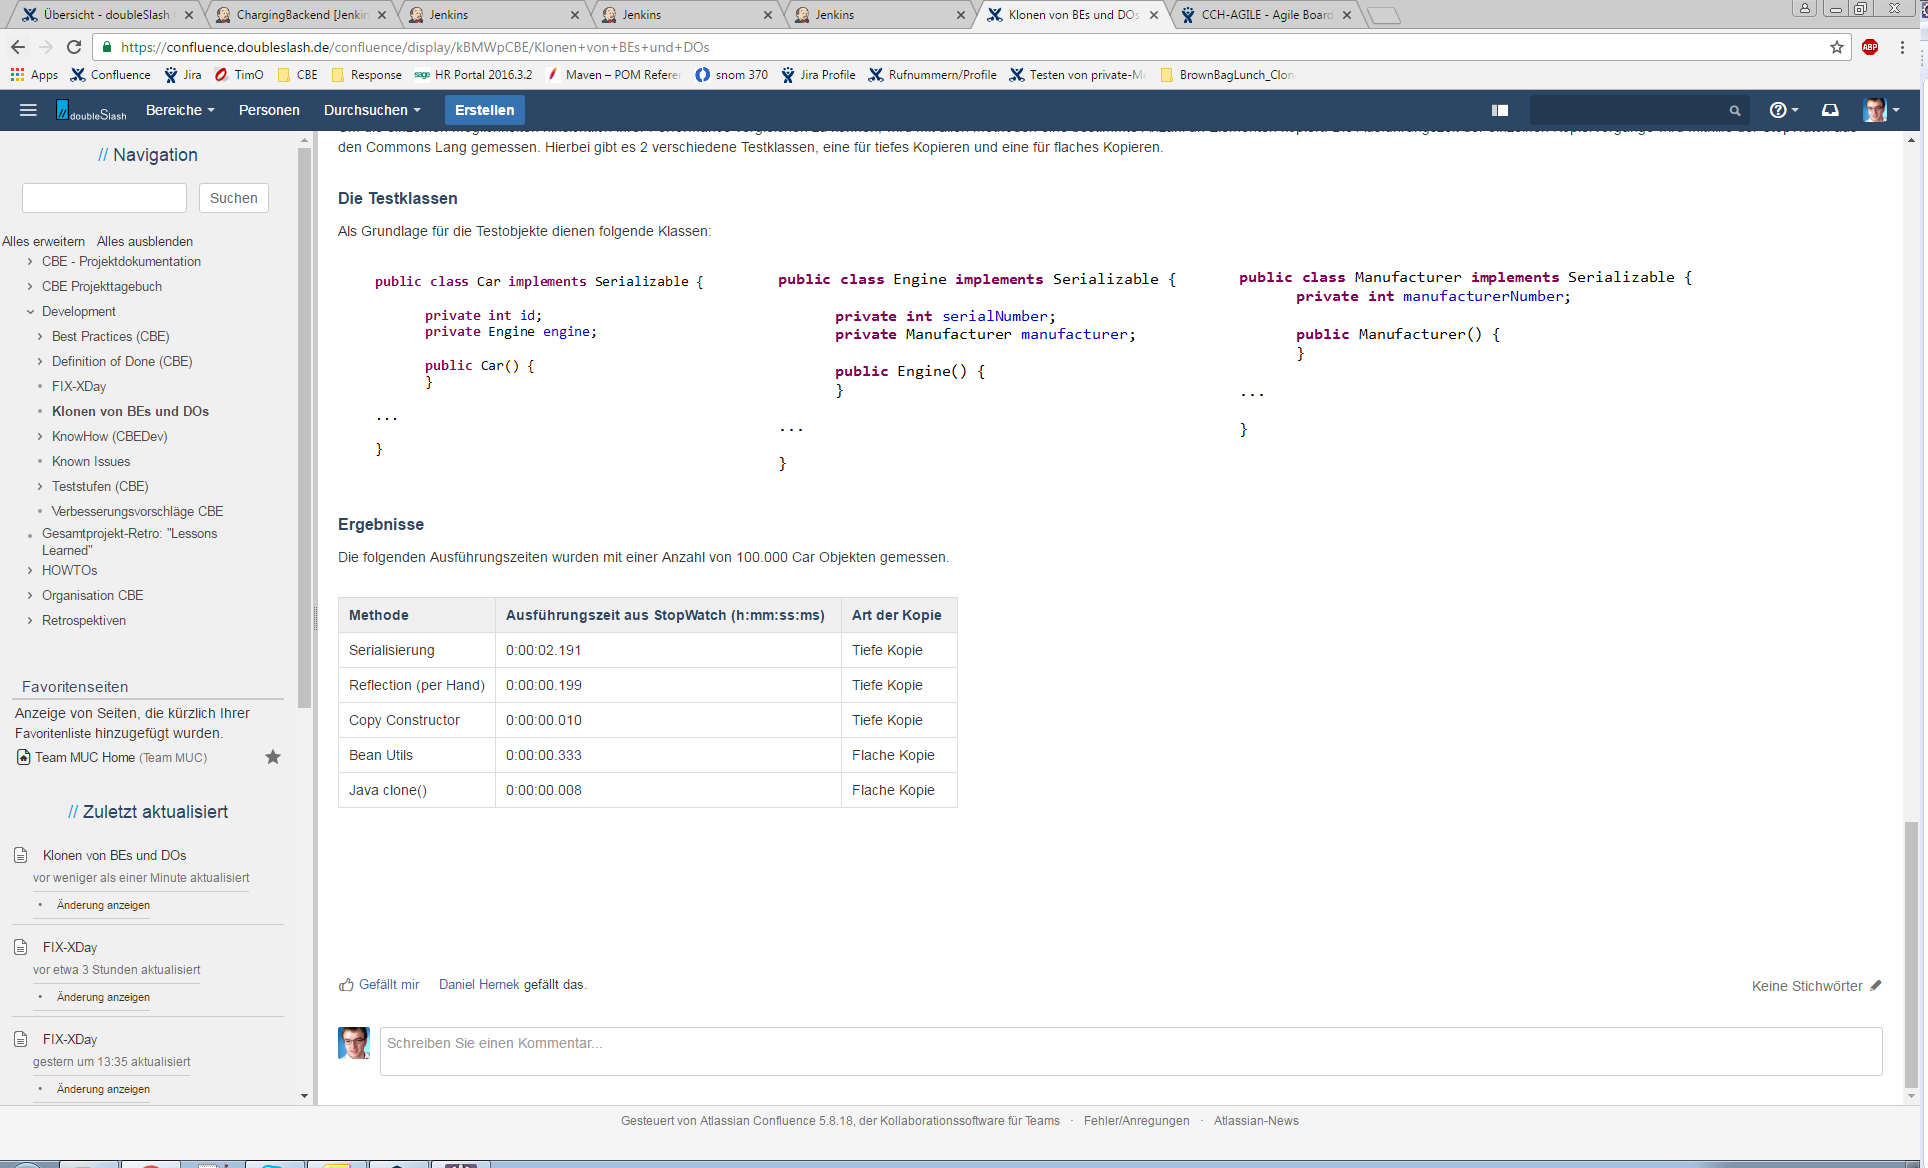 Übersicht - doubleSlash
ChargingBackend [Jenkin
Jenkins
Jenkins
Jenkins
Klonen von BEs und DOs
CCH-AGILE - Agile Board
https://confluence.doubleslash.de/confluence/display/kBMWpCBE/Klonen+von+BEs+und+DOs
ABP
Apps Confluence Jira TimO CBE Response sage HR Portal 2016.3.2 Maven – POM Referen snom 370 Jira Profile Rufnummern/Profile Testen von private-M BrownBagLunch_Clon
// doubleSlash Bereiche Personen Durchsuchen Erstellen
// Navigation
Suchen
Alles erweitern Alles ausblenden
CBE - Projektdokumentation
CBE Projekttagebuch
Development
Best Practices (CBE)
Definition of Done (CBE)
FIX-XDay
Klonen von BEs und DOs
KnowHow (CBEDev)
Known Issues
Teststufen (CBE)
Verbesserungsvorschläge CBE
Gesamtprojekt-Retro: "Lessons
Learned"
HOWTOs
Organisation CBE
Retrospektiven
Favoritenseiten
Anzeige von Seiten, die kürzlich Ihrer
Favoritenliste hinzugefügt wurden.
Team MUC Home (Team MUC)
// Zuletzt aktualisiert
Klonen von BEs und DOs
vor weniger als einer Minute aktualisiert
• Änderung anzeigen
FIX-XDay
vor etwa 3 Stunden aktualisiert
• Änderung anzeigen
FIX-XDay
gestern um 13:35 aktualisiert
• Änderung anzeigen
den Commons Lang gemessen. Hierbei gibt es 2 verschiedene Testklassen, eine für tiefes Kopieren und eine für flaches Kopieren.
Die Testklassen
Als Grundlage für die Testobjekte dienen folgende Klassen:
public class Car implements Serializable {
private int id;
private Engine engine;
public Car() {
}
...
}
public class Engine implements Serializable {
private int serialNumber;
private Manufacturer manufacturer;
public Engine() {
}
...
}
public class Manufacturer implements Serializable {
private int manufacturerNumber;
public Manufacturer() {
}
...
}
Ergebnisse
Die folgenden Ausführungszeiten wurden mit einer Anzahl von 100.000 Car Objekten gemessen.
Methode Ausführungszeit aus StopWatch (h:mm:ss:ms) Art der Kopie
Serialisierung 0:00:02.191 Tiefe Kopie
Reflection (per Hand) 0:00:00.199 Tiefe Kopie
Copy Constructor 0:00:00.010 Tiefe Kopie
Bean Utils 0:00:00.333 Flache Kopie
Java clone() 0:00:00.008 Flache Kopie
Gefällt mir Daniel Hernek gefällt das.
Keine Stichwörter
Schreiben Sie einen Kommentar...
Gesteuert von Atlassian Confluence 5.8.18, der Kollaborationssoftware für Teams · Fehler/Anregungen · Atlassian-News